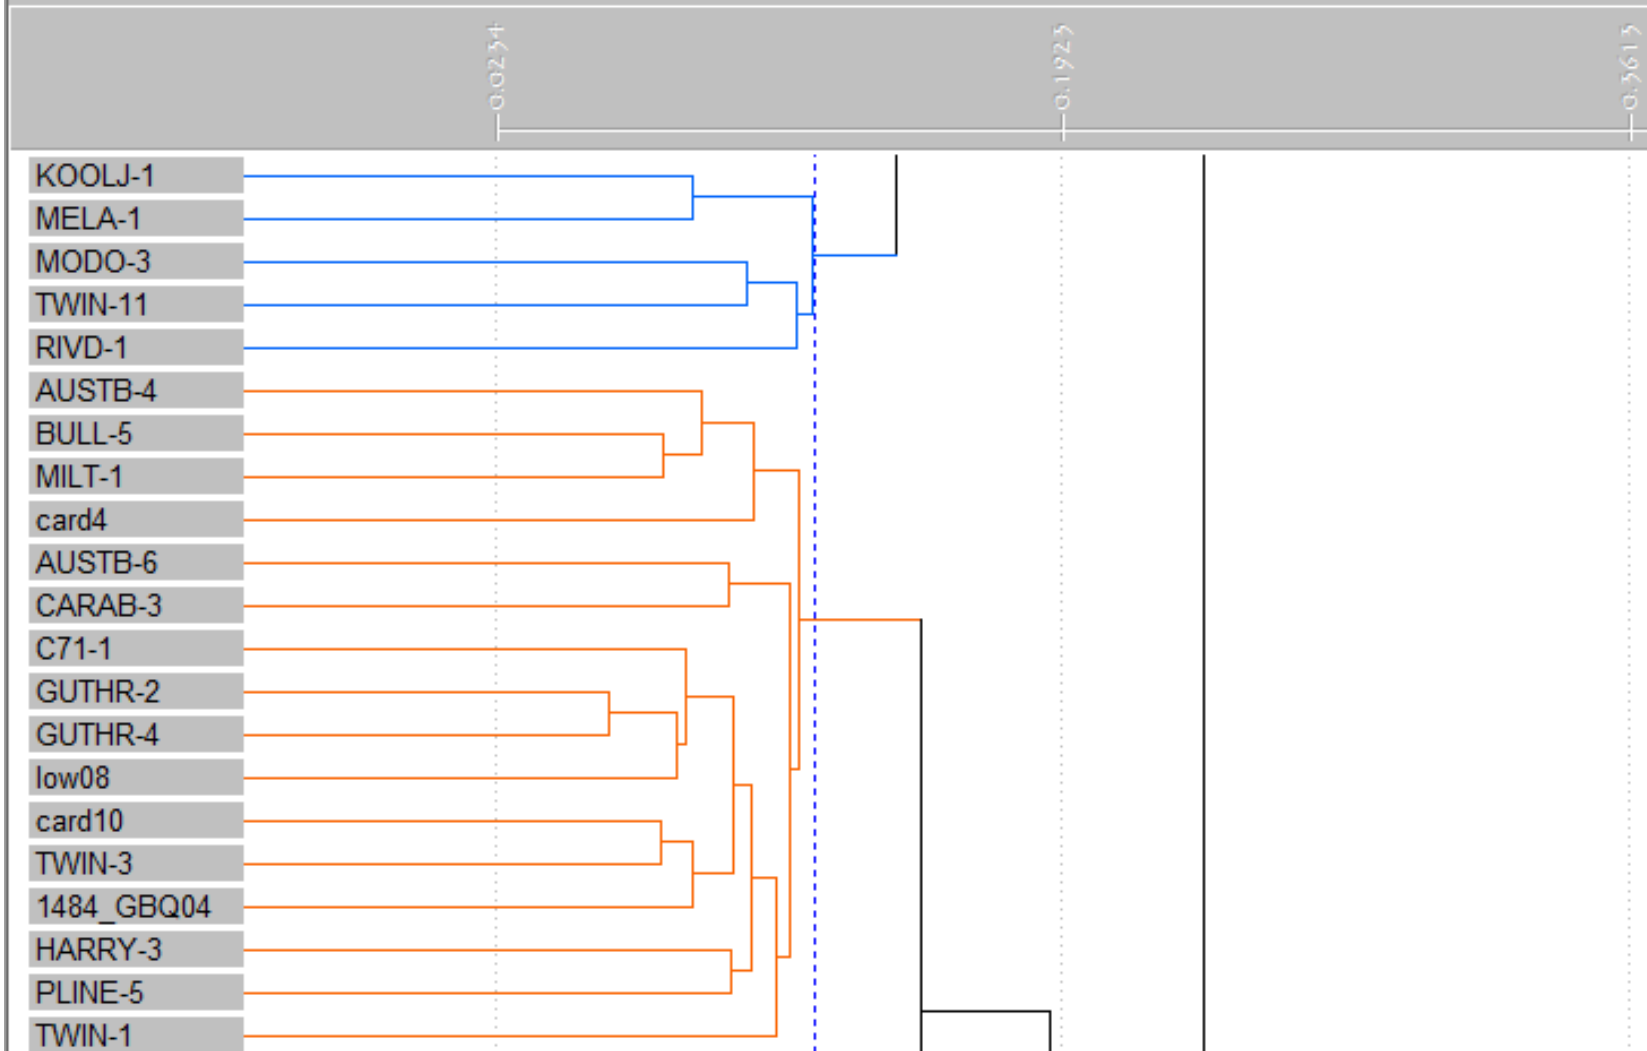 0.0234
0.1923
0.3613
KOOLJ-1
MELA-1
MODO-3
TWIN-11
RIVD-1
AUSTB-4
BULL-5
MILT-1
card4
AUSTB-6
CARAB-3
C71-1
GUTHR-2
GUTHR-4
low08
card10
TWIN-3
1484_GBQ04
HARRY-3
PLINE-5
TWIN-1